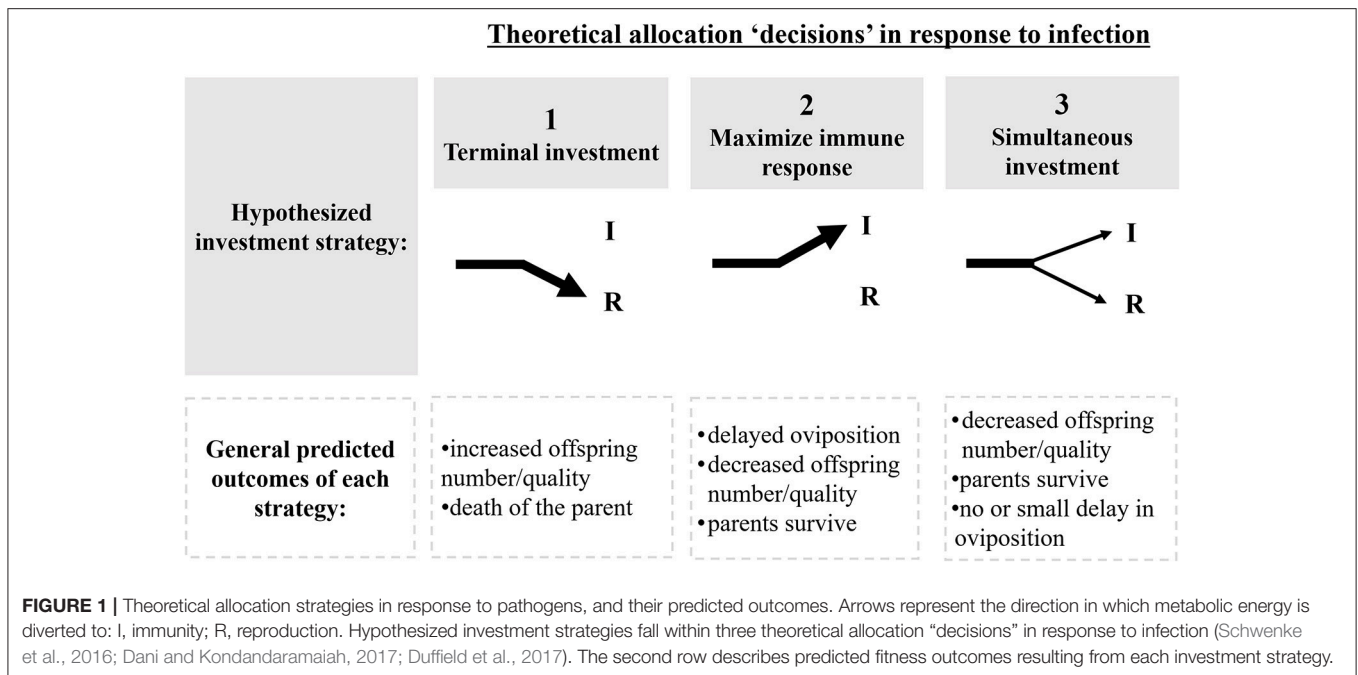 Theoretical allocation ‘decisions’ in response to infection
Hypothesized
investment strategy:
1
Terminal investment
2
Maximize immune
response
3
Simultaneous
investment
I
R
I
R
I
R
General predicted
outcomes of each
strategy:
•increased offspring
number/quality
•death of the parent
•delayed oviposition
•decreased offspring
number/quality
•parents survive
•decreased offspring
number/quality
•parents survive
•no or small delay in
oviposition
FIGURE 1 | Theoretical allocation strategies in response to pathogens, and their predicted outcomes. Arrows represent the direction in which metabolic energy is
diverted to: I, immunity; R, reproduction. Hypothesized investment strategies fall within three theoretical allocation “decisions” in response to infection (Schwenke
et al., 2016; Dani and Kondandaramaiah, 2017; Duffield et al., 2017). The second row describes predicted fitness outcomes resulting from each investment strategy.